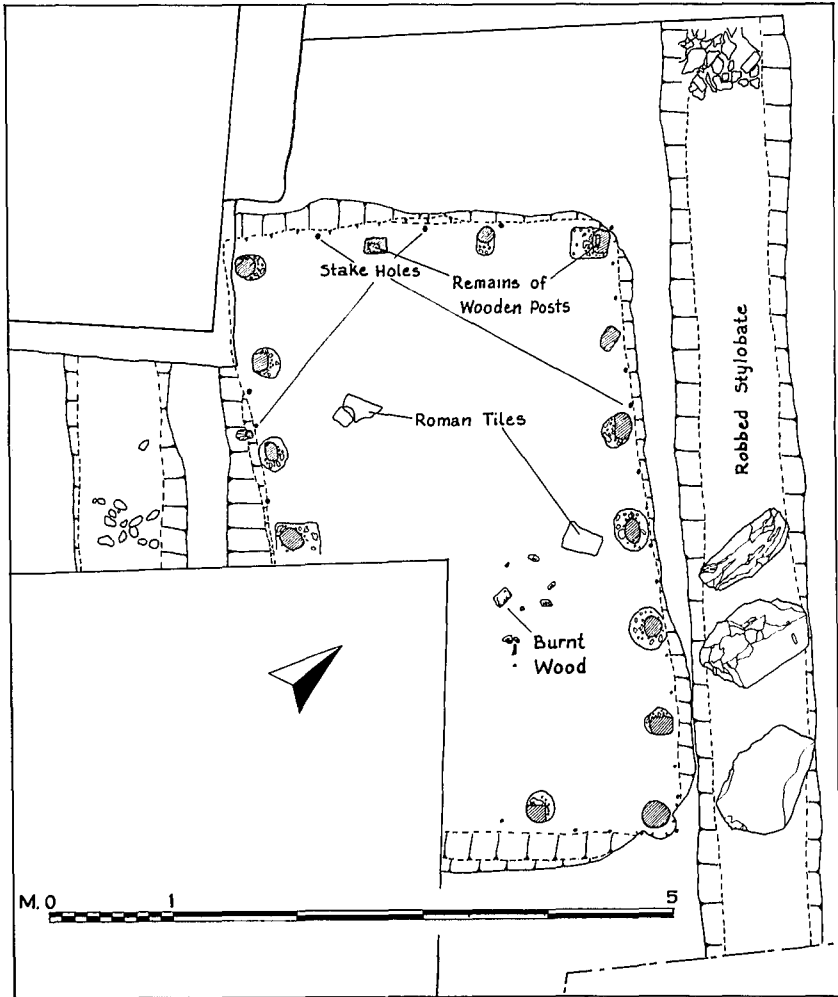 Stake Holes
Remains of
Wooden Posts
Roman Tiles
Robbed Stylobate
Burnt
Wood
M. 0 1 5